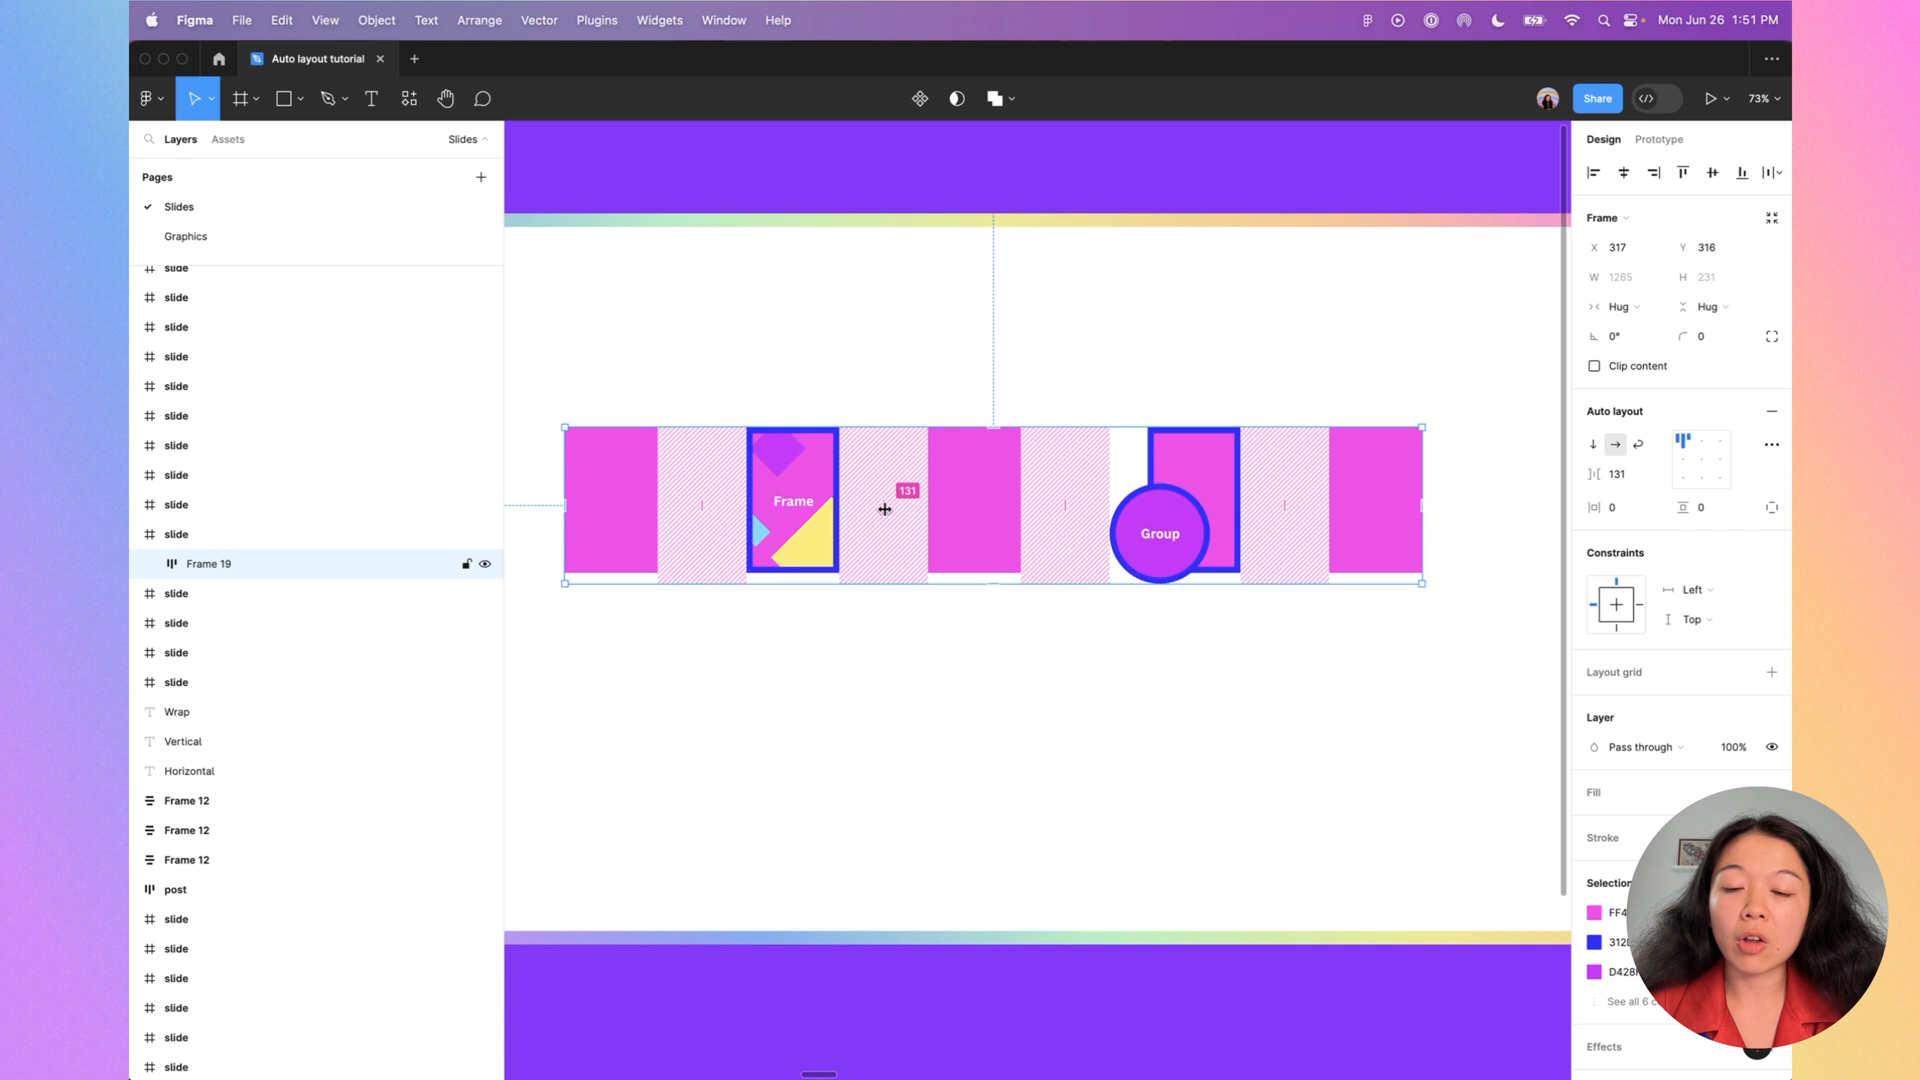 Figma File Edit View Object Text Arrange Vector Plugins Widgets Window Help Mon Jun 26 1:51 PM
Auto layout tutorial
Share 73%
Layers Assets Slides
Pages
Slides
Graphics
slide
slide
slide
slide
slide
slide
slide
slide
slide
slide
Frame 19
slide
slide
slide
slide
Wrap
Vertical
Horizontal
Frame 12
Frame 12
Frame 12
post
slide
slide
slide
slide
slide
slide
Frame
131
Group
Design Prototype
Frame
X 317 Y 316
W 1265 H 231
Hug Hug
0° 0
Clip content
Auto layout
131
0 0
Constraints
Left
Top
Layout grid
Layer
Pass through 100%
Fill
Stroke
Selection
FF4
312
D428
See all 6 c
Effects